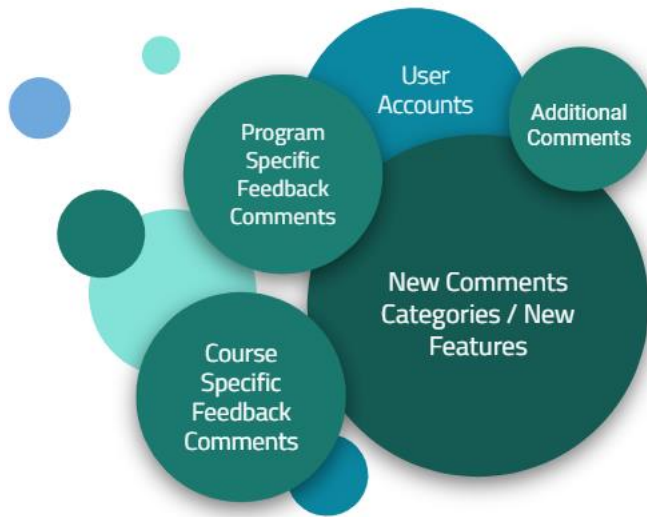 User
Accounts
Additional
Comments
Program
Specific
Feedback
Comments
New Comments
Categories / New
Features
Course
Specific
Feedback
Comments